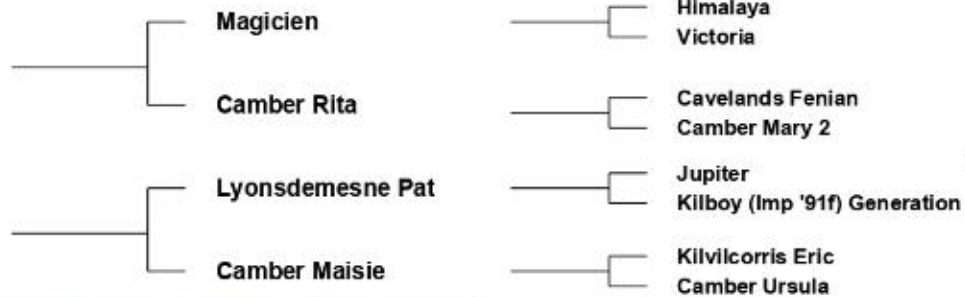 Magicien
Himalaya
Victoria
Camber Rita
Cavelands Fenian
Camber Mary 2
Lyonsdemesne Pat
Jupiter
Kilboy (Imp '91f) Generation
Camber Maisie
Kilvilcorris Eric
Camber Ursula